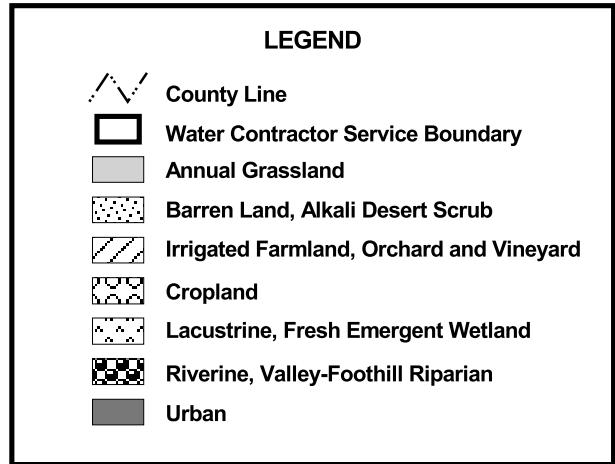 LEGEND
County Line
Water Contractor Service Boundary
Annual Grassland
Barren Land, Alkali Desert Scrub
Irrigated Farmland, Orchard and Vineyard
Cropland
Lacustrine, Fresh Emergent Wetland
Riverine, Valley-Foothill Riparian
Urban